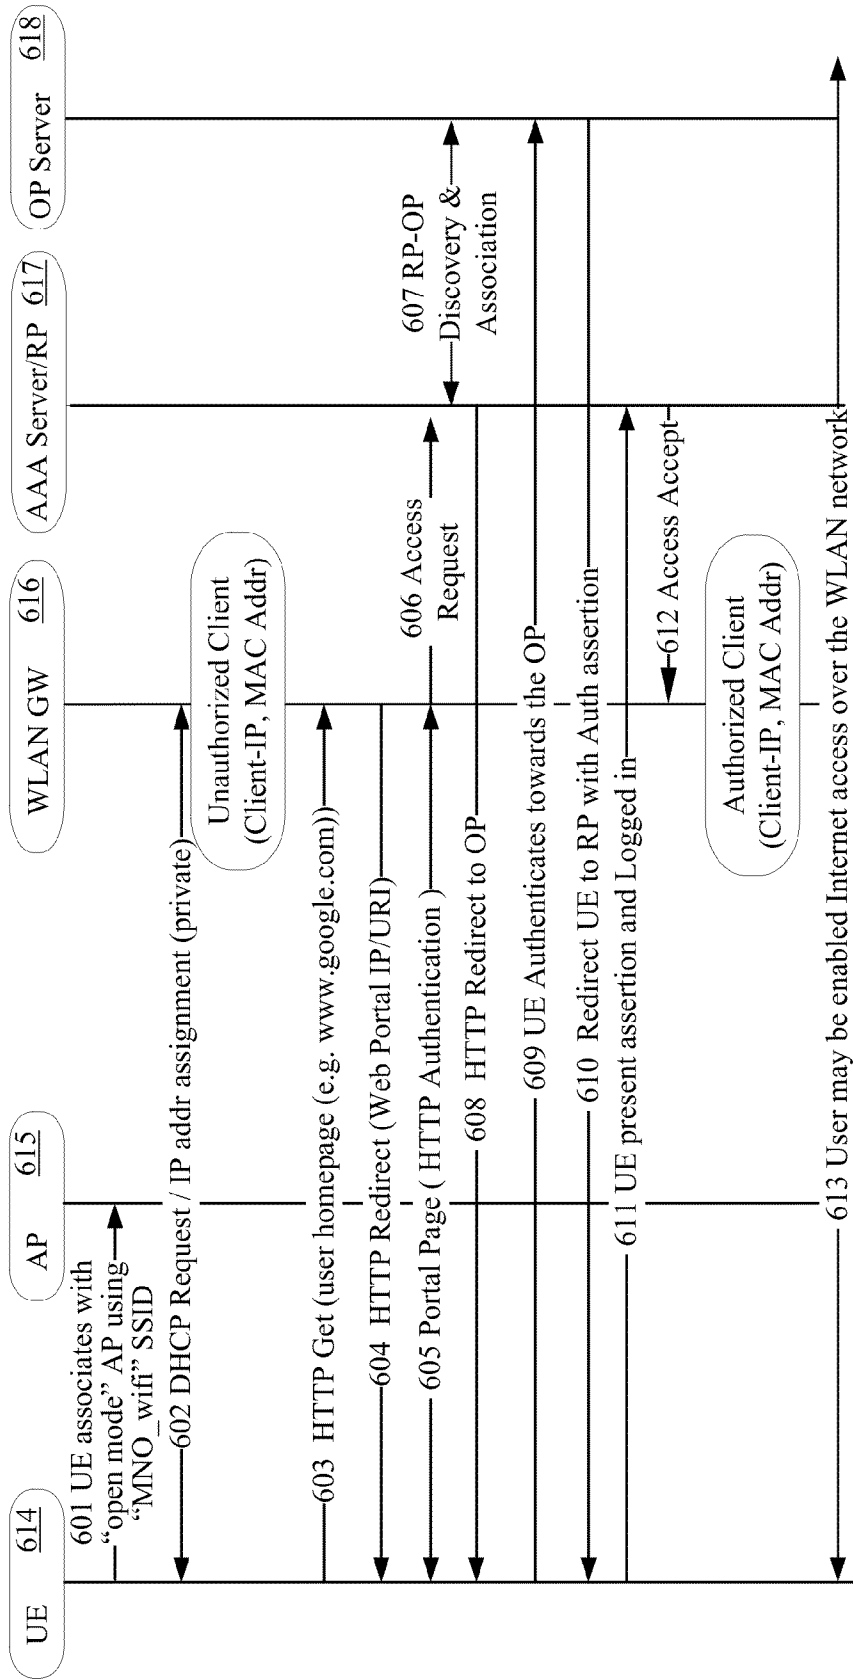 UE 614
AP 615
WLAN GW 616
AAA Server/RP 617
OP Server 618
601 UE associates with
“open mode” AP using
“MNO_wifi” SSID
602 DHCP Request / IP addr assignment (private)
Unauthorized Client
(Client-IP, MAC Addr)
603 HTTP Get (user homepage (e.g. www.google.com))
604 HTTP Redirect (Web Portal IP/URI)
605 Portal Page ( HTTP Authentication )
606 Access
Request
607 RP-OP
Discovery &
Association
608 HTTP Redirect to OP
609 UE Authenticates towards the OP
610 Redirect UE to RP with Auth assertion
611 UE present assertion and Logged in
612 Access Accept
Authorized Client
(Client-IP, MAC Addr)
613 User may be enabled Internet access over the WLAN network